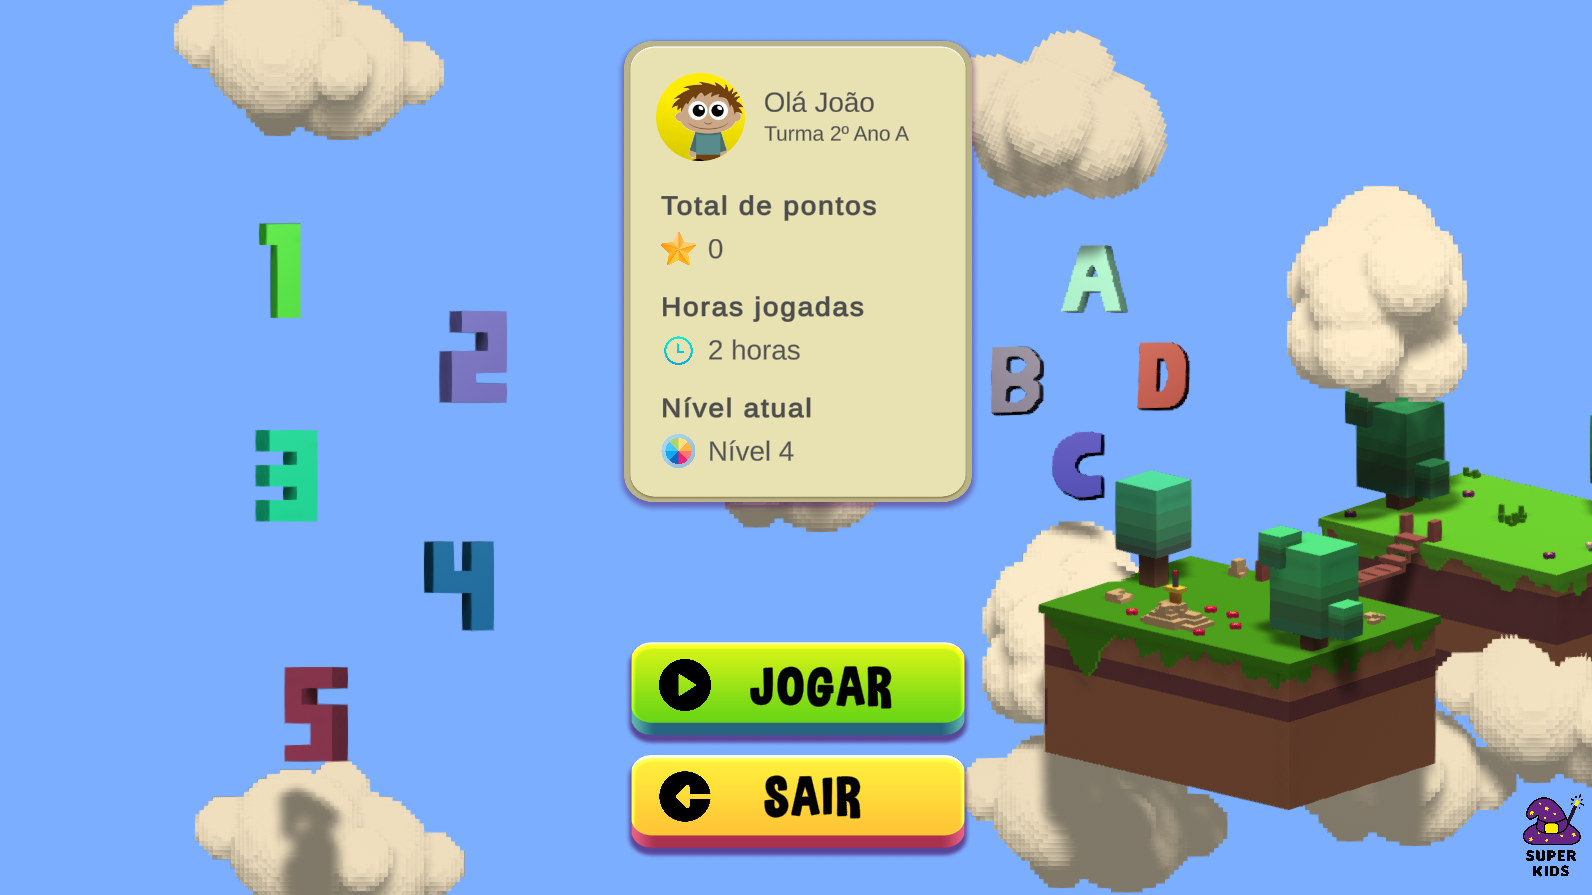 Olá João
Turma 2º Ano A
Total de pontos
0
Horas jogadas
2 horas
Nível atual
Nível 4
1
2
3
4
5
A
B
D
C
JOGAR
SAIR
SUPER
KIDS